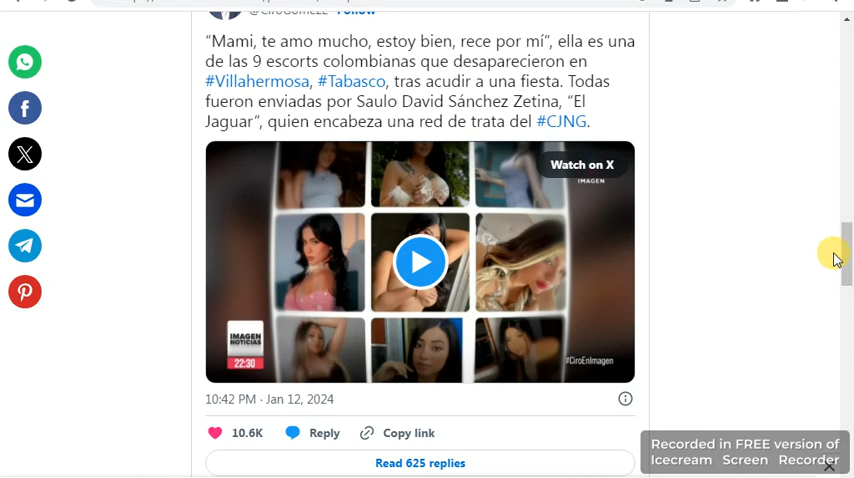 @CiroGomezL Follow
“Mami, te amo mucho, estoy bien, rece por mí”, ella es una
de las 9 escorts colombianas que desaparecieron en
#Villahermosa, #Tabasco, tras acudir a una fiesta. Todas
fueron enviadas por Saulo David Sánchez Zetina, “El
Jaguar”, quien encabeza una red de trata del #CJNG.
Watch on X
IMAGEN
IMAGEN
NOTICIAS
22:30
#CiroEnImagen
10:42 PM · Jan 12, 2024
10.6K Reply Copy link
Read 625 replies
Recorded in FREE version of
Icecream Screen Recorder